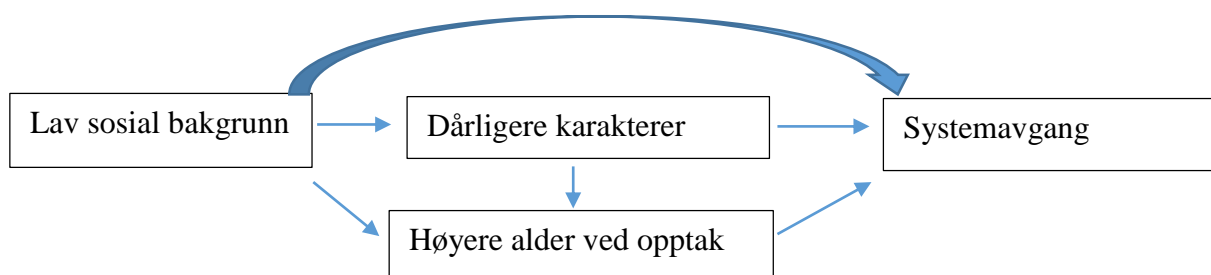 Lav sosial bakgrunn
Dårligere karakterer
Systemavgang
Høyere alder ved opptak